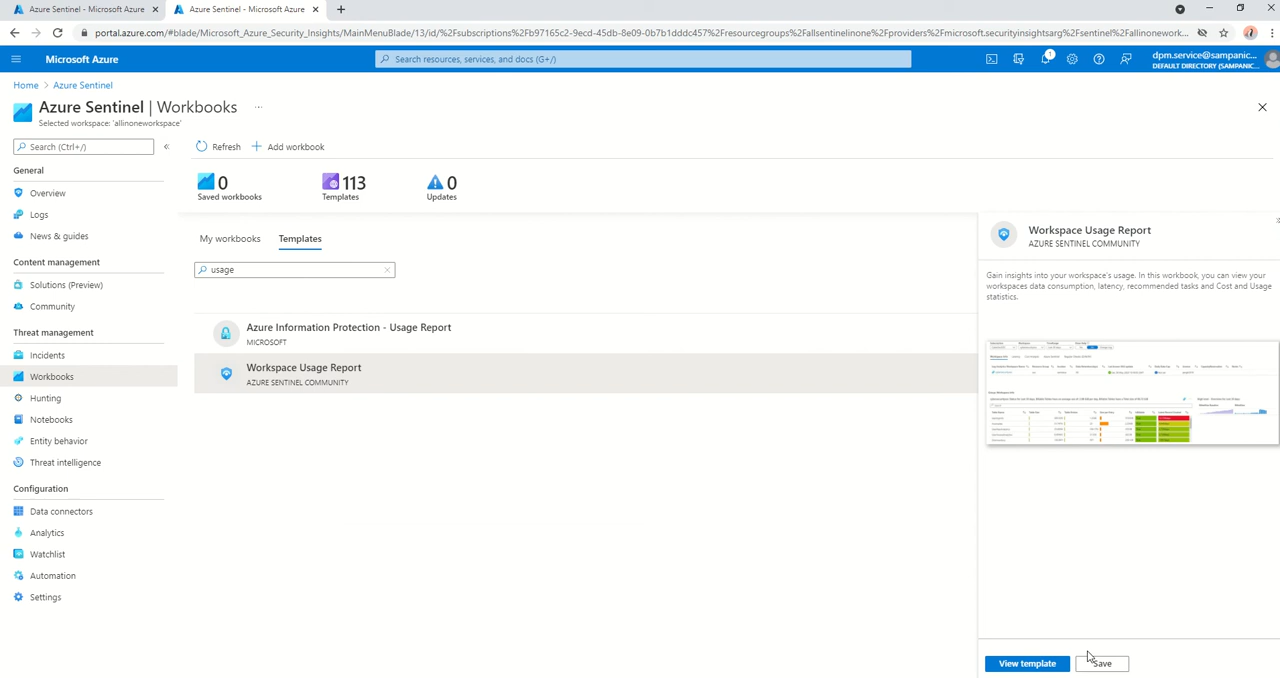 Azure Sentinel - Microsoft Azure
Azure Sentinel - Microsoft Azure
portal.azure.com/#blade/Microsoft_Azure_Security_Insights/MainMenuBlade/13/id/%2Fsubscriptions%2Fb97165c2-9ecd-45db-8e09-0b7b1dddc457%2Fresourcegroups%2Fallsentinelinone%2Fproviders%2Fmicrosoft.securityinsightsarg%2Fsentinel%2Fallinonework...
Microsoft Azure
Search resources, services, and docs (G+/)
1
dpm.service@sampanic...
DEFAULT DIRECTORY (SAMPANIC...
Home > Azure Sentinel
Azure Sentinel | Workbooks ...
Selected workspace: 'allinoneworkspace'
Search (Ctrl+/)
«
Refresh
Add workbook
General
Overview
Logs
News & guides
Content management
Solutions (Preview)
Community
Threat management
Incidents
Workbooks
Hunting
Notebooks
Entity behavior
Threat intelligence
Configuration
Data connectors
Analytics
Watchlist
Automation
Settings
0
Saved workbooks
113
Templates
0
Updates
My workbooks
Templates
usage
Azure Information Protection - Usage Report
MICROSOFT
Workspace Usage Report
AZURE SENTINEL COMMUNITY
Workspace Usage Report
AZURE SENTINEL COMMUNITY
Gain insights into your workspace's usage. In this workbook, you can view your
workspaces data consumption, latency, recommended tasks and Cost and Usage
statistics.
View template
Save